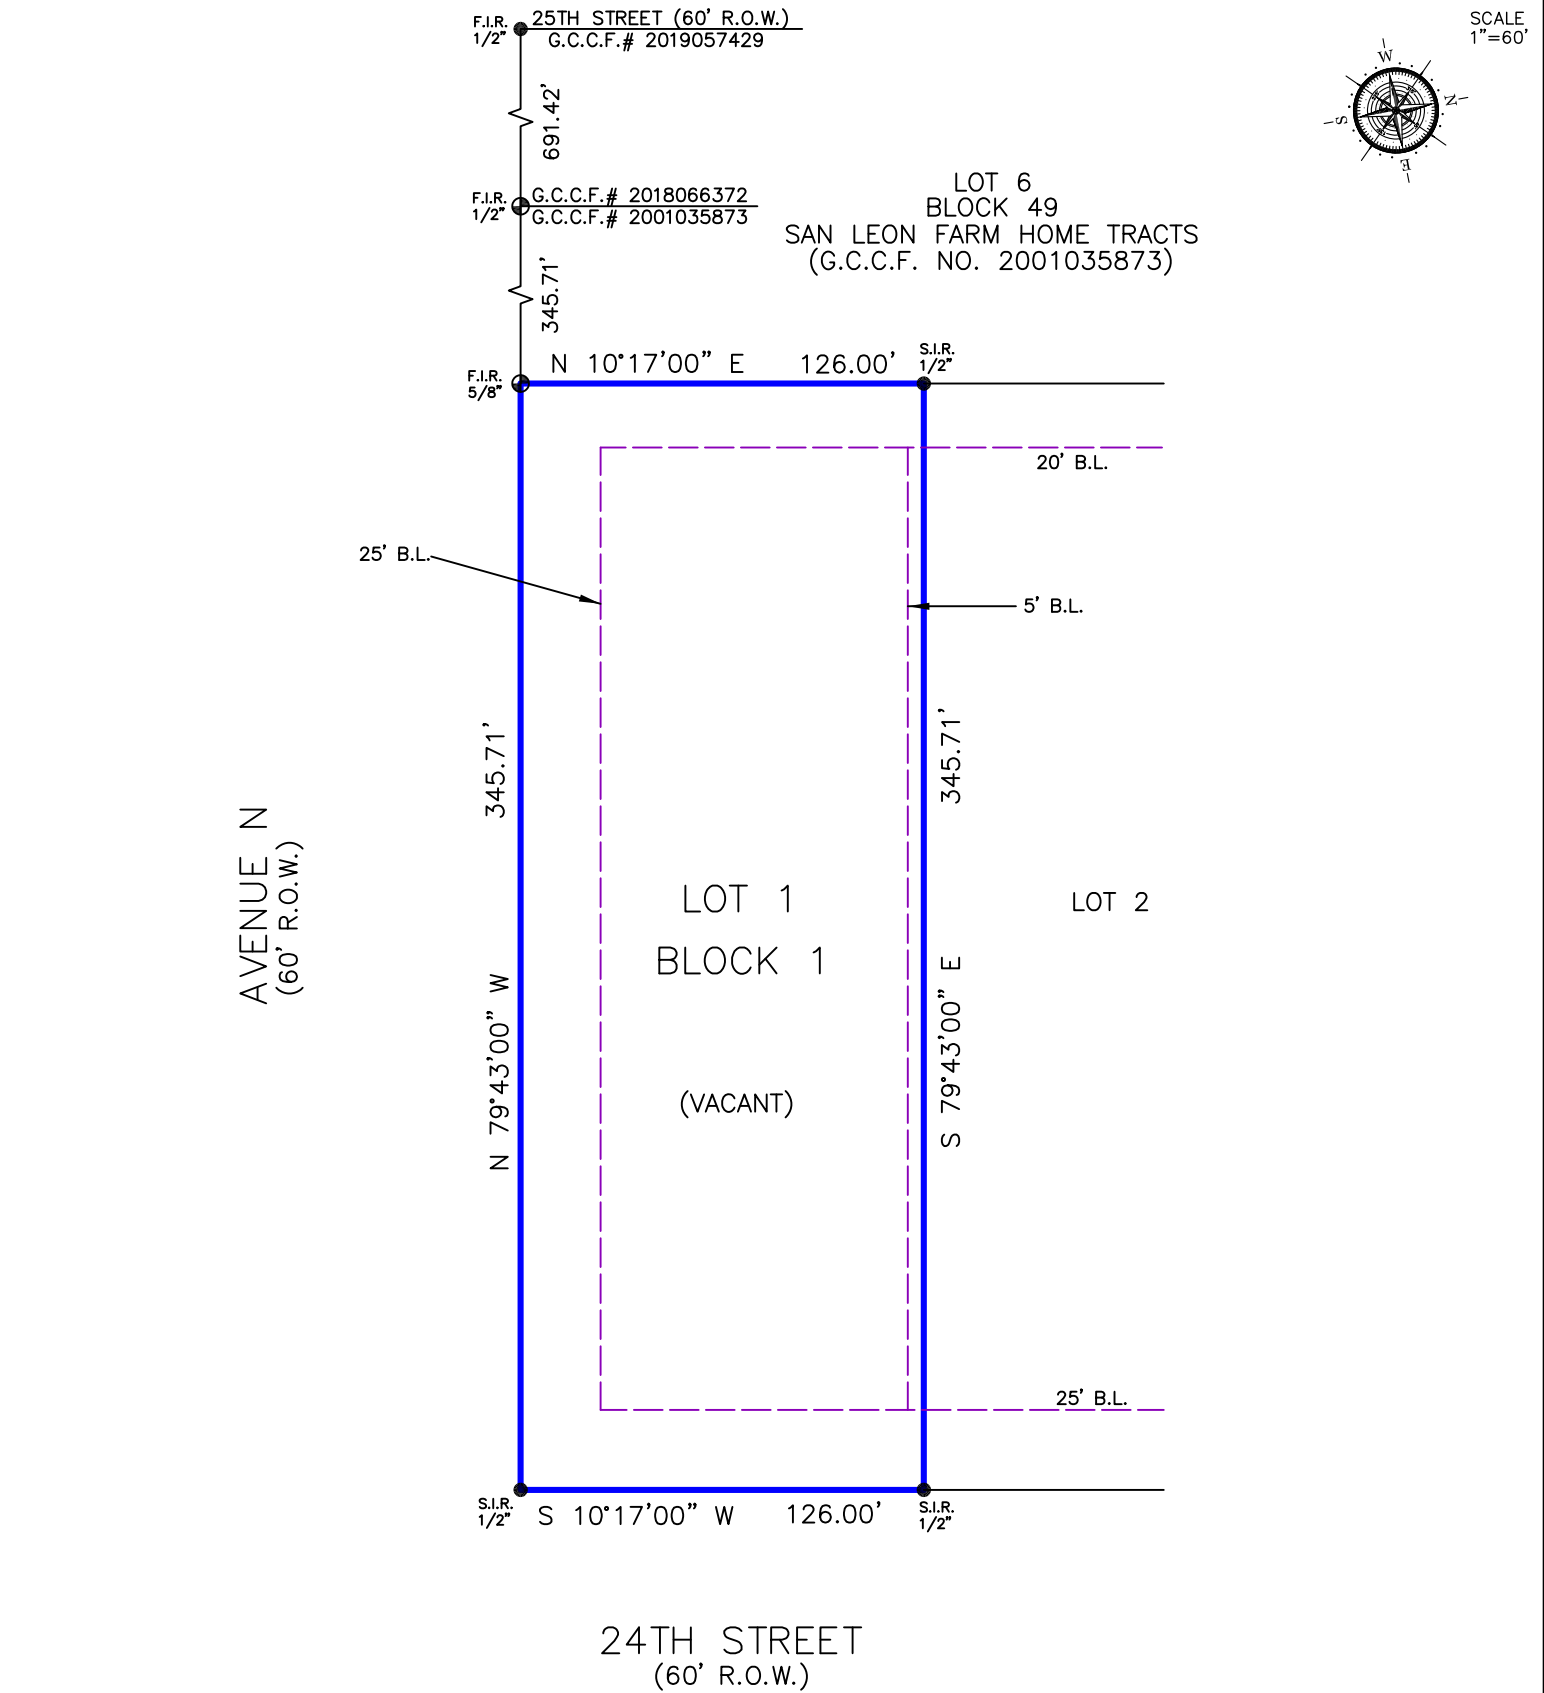 F.I.R.
1/2"
25TH STREET (60' R.O.W.)
G.C.C.F.# 2019057429
SCALE
1"=60'
W
N
S
E
691.42'
F.I.R.
1/2"
G.C.C.F.# 2018066372
G.C.C.F.# 2001035873
LOT 6
BLOCK 49
SAN LEON FARM HOME TRACTS
(G.C.C.F. NO. 2001035873)
345.71'
N 10°17'00" E 126.00'
S.I.R.
1/2"
F.I.R.
5/8"
20' B.L.
25' B.L.
5' B.L.
345.71'
345.71'
AVENUE N
(60' R.O.W.)
LOT 1
BLOCK 1
LOT 2
N 79°43'00" W
S 79°43'00" E
(VACANT)
25' B.L.
S.I.R.
1/2"
S 10°17'00" W 126.00'
S.I.R.
1/2"
24TH STREET
(60' R.O.W.)